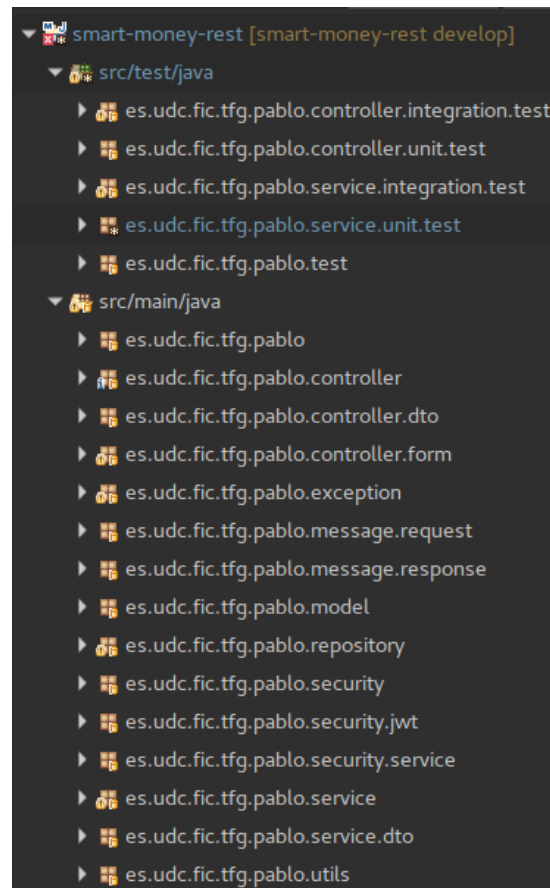 smart-money-rest [smart-money-rest develop]
src/test/java
es.udc.fic.tfg.pablo.controller.integration.test
es.udc.fic.tfg.pablo.controller.unit.test
es.udc.fic.tfg.pablo.service.integration.test
es.udc.fic.tfg.pablo.service.unit.test
es.udc.fic.tfg.pablo.test
src/main/java
es.udc.fic.tfg.pablo
es.udc.fic.tfg.pablo.controller
es.udc.fic.tfg.pablo.controller.dto
es.udc.fic.tfg.pablo.controller.form
es.udc.fic.tfg.pablo.exception
es.udc.fic.tfg.pablo.message.request
es.udc.fic.tfg.pablo.message.response
es.udc.fic.tfg.pablo.model
es.udc.fic.tfg.pablo.repository
es.udc.fic.tfg.pablo.security
es.udc.fic.tfg.pablo.security.jwt
es.udc.fic.tfg.pablo.security.service
es.udc.fic.tfg.pablo.service
es.udc.fic.tfg.pablo.service.dto
es.udc.fic.tfg.pablo.utils